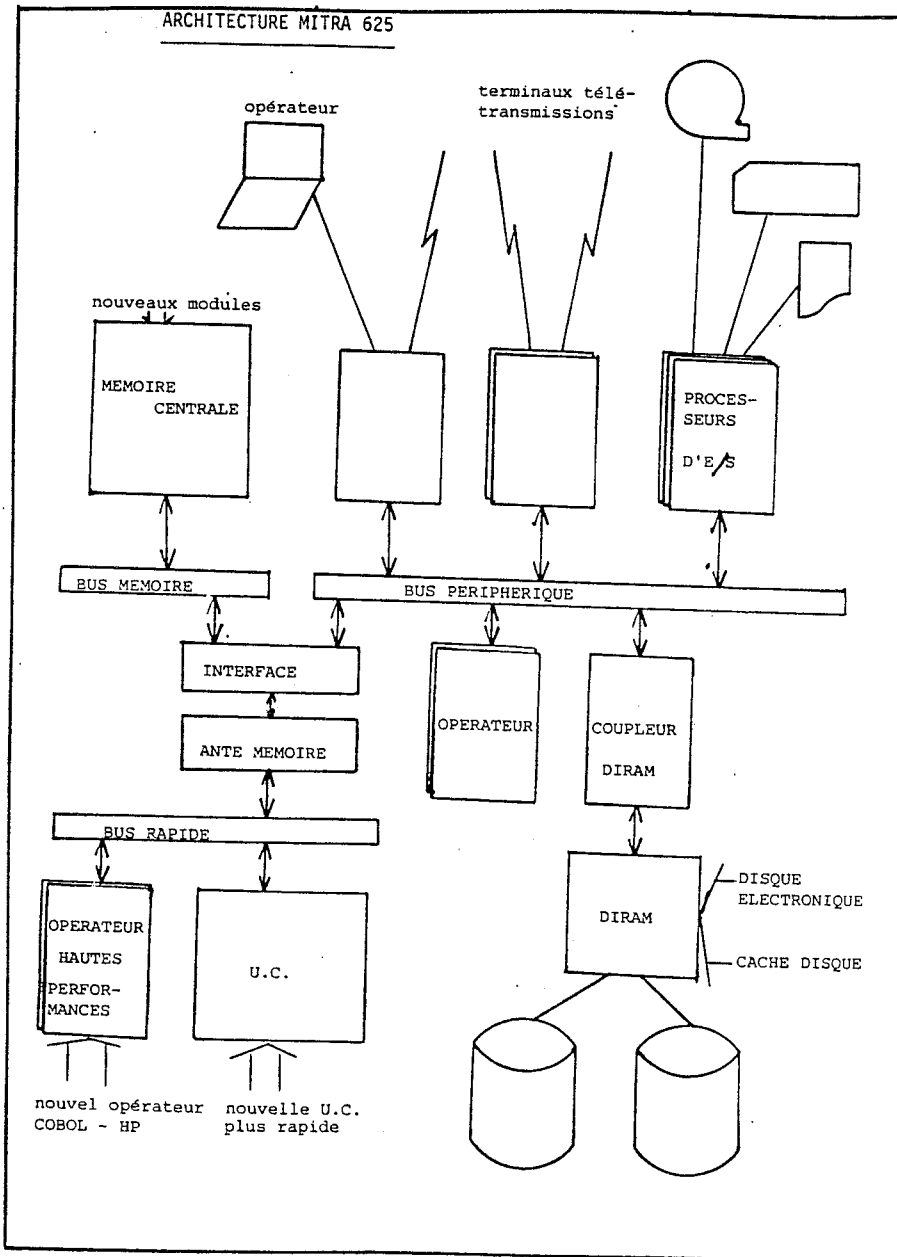 ARCHITECTURE MITRA 625
opérateur
terminaux télé-
transmissions
nouveaux modules
MEMOIRE
CENTRALE
PROCES-
SEURS
D'E/S
BUS MEMOIRE
BUS PERIPHERIQUE
INTERFACE
ANTE MEMOIRE
OPERATEUR
COUPLEUR
DIRAM
BUS RAPIDE
OPERATEUR
HAUTES
PERFOR-
MANCES
U.C.
DIRAM
DISQUE
ELECTRONIQUE
CACHE DISQUE
nouvel opérateur
COBOL - HP
nouvelle U.C.
plus rapide